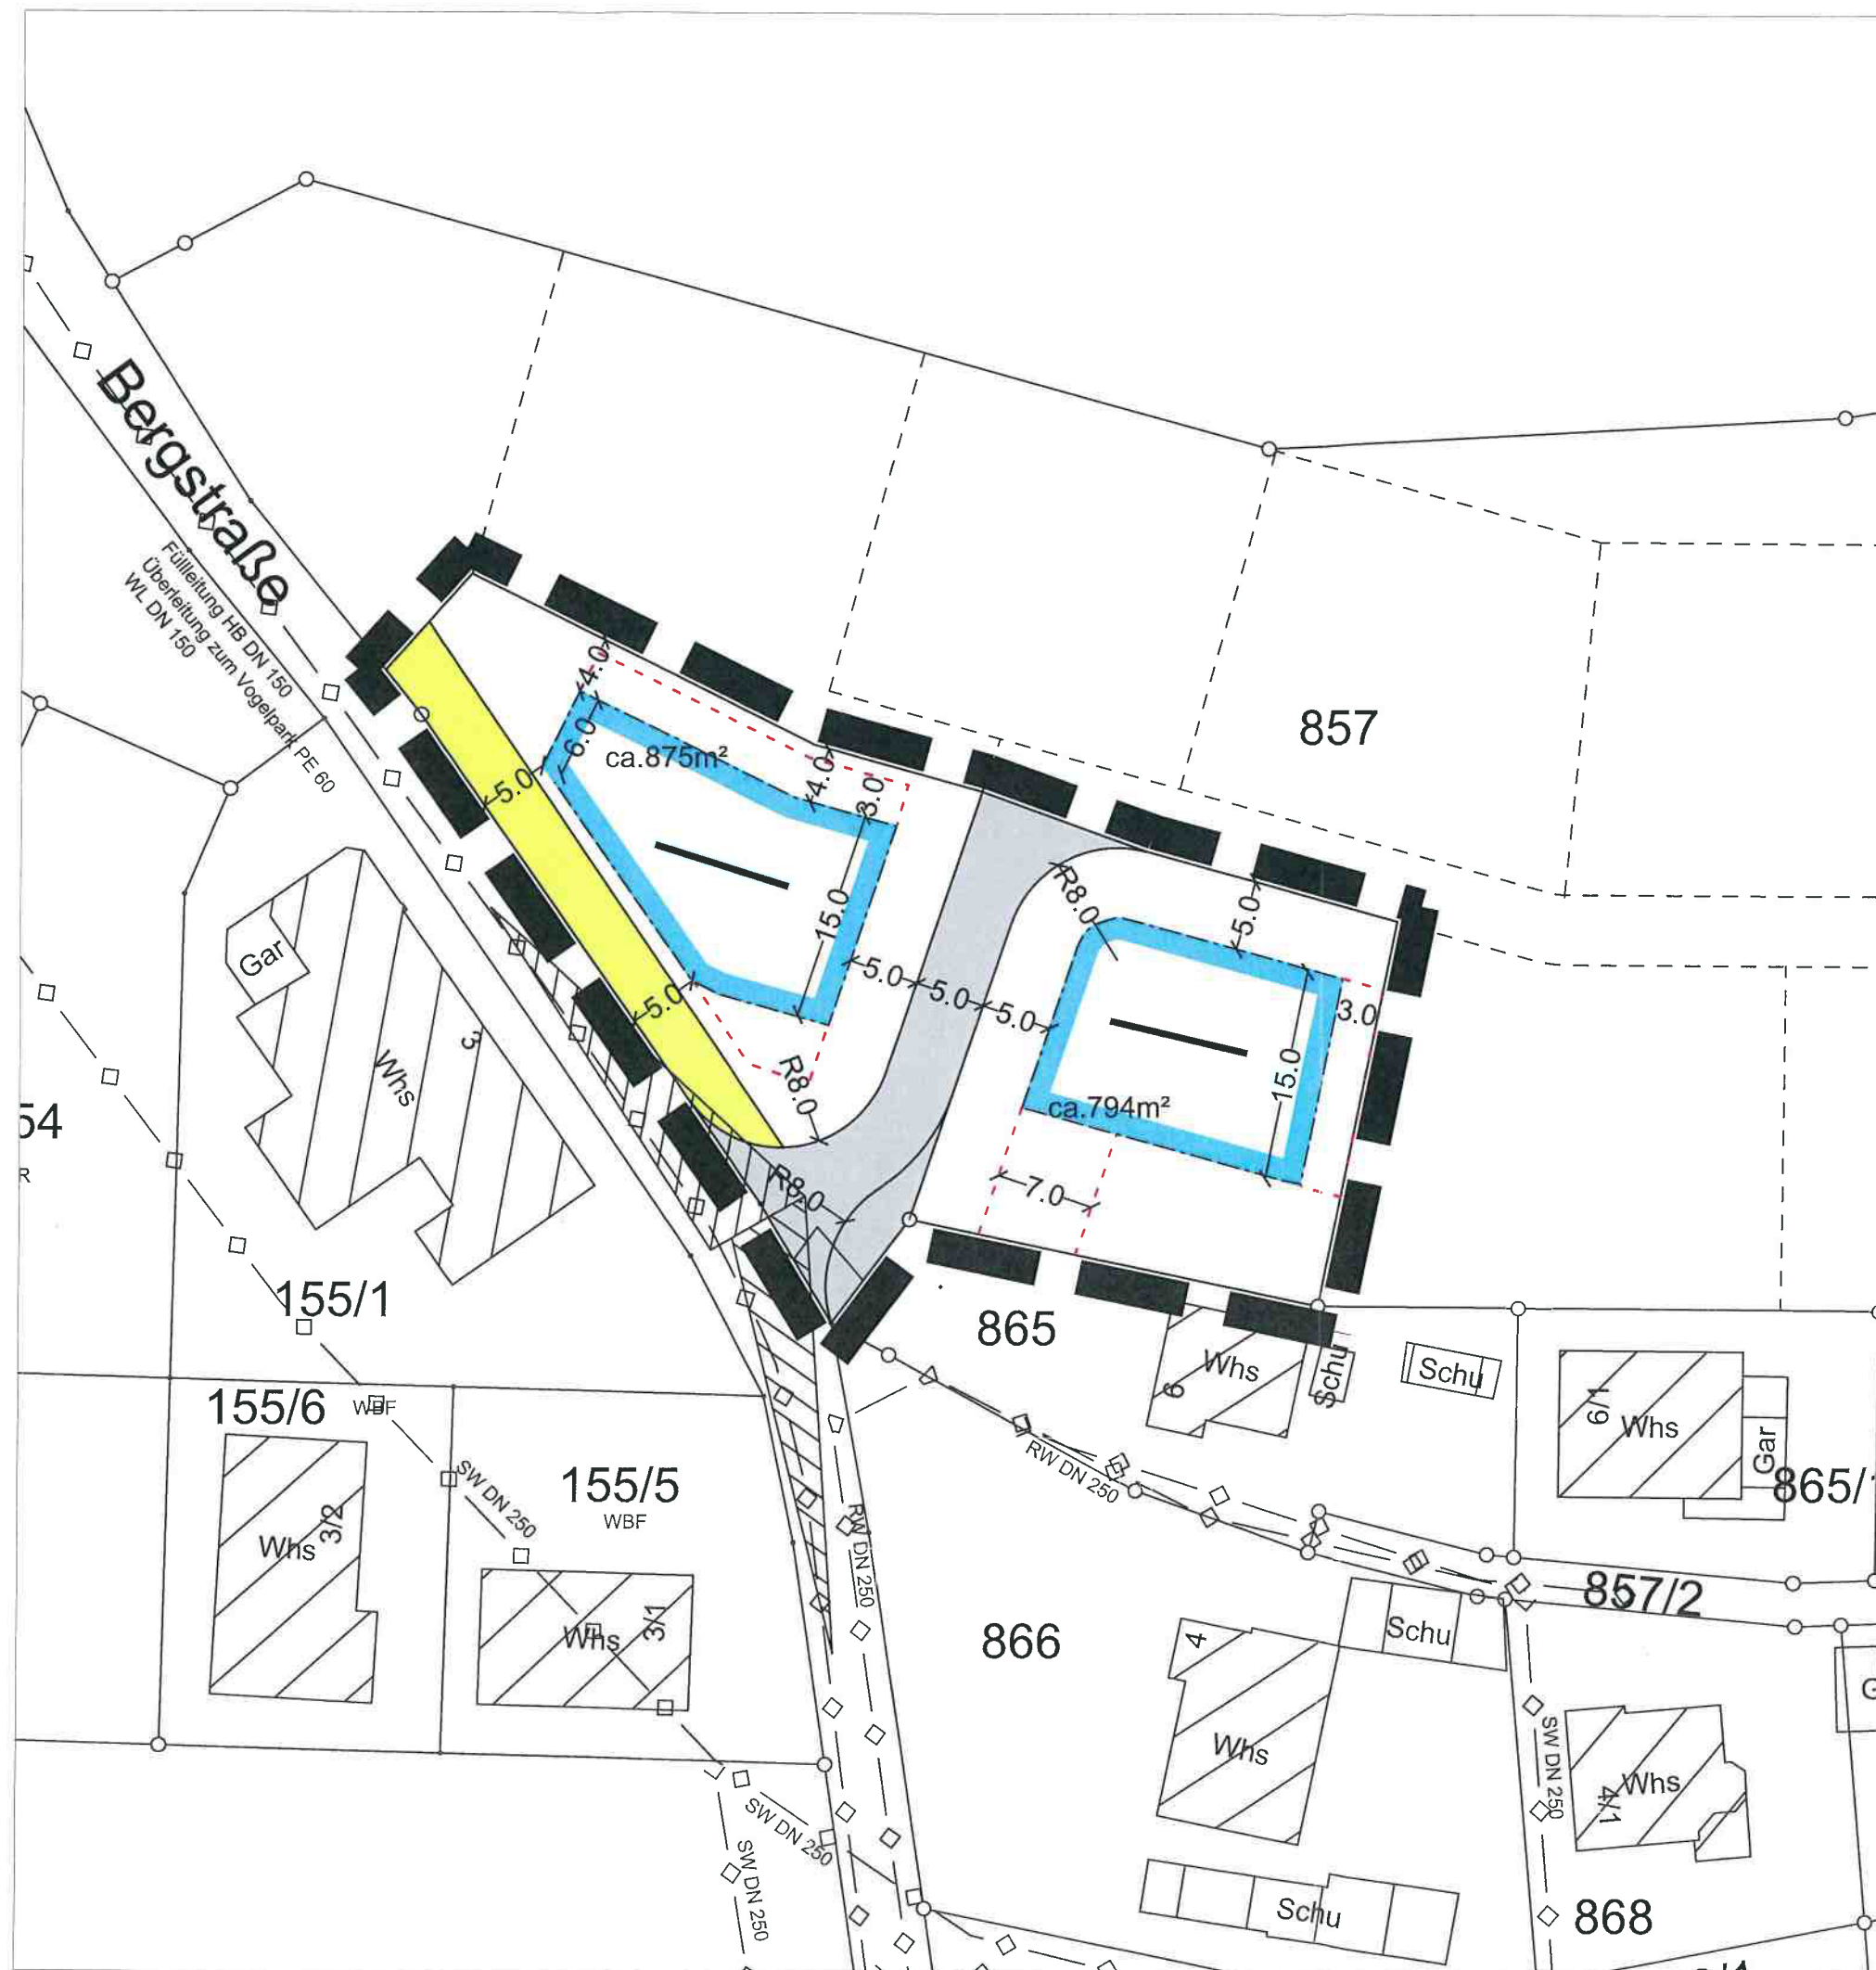 Bergstraße
Füllleitung HB DN 150
Überleitung zum Vogelpark PE 60
WL DN 150
857
4.0
6.0
ca.875m²
4.0
3.0
5.0
15.0
5.0
5.0
5.0
5.0
R8.0
5.0
3.0
15.0
ca.794m²
R8.0
R8.0
7.0
Gar
Whs
3
54
R
155/1
865
Whs
6
Schu
Schu
6/1
Whs
Gar
865/
155/6
WBF
SW DN 250
155/5
WBF
Whs
3/2
Whs
3/1
RW DN 250
RW DN 250
857/2
866
4
Schu
Whs
SW DN 250
Whs
4/1
G
SW DN 250
SW DN 250
Schu
868